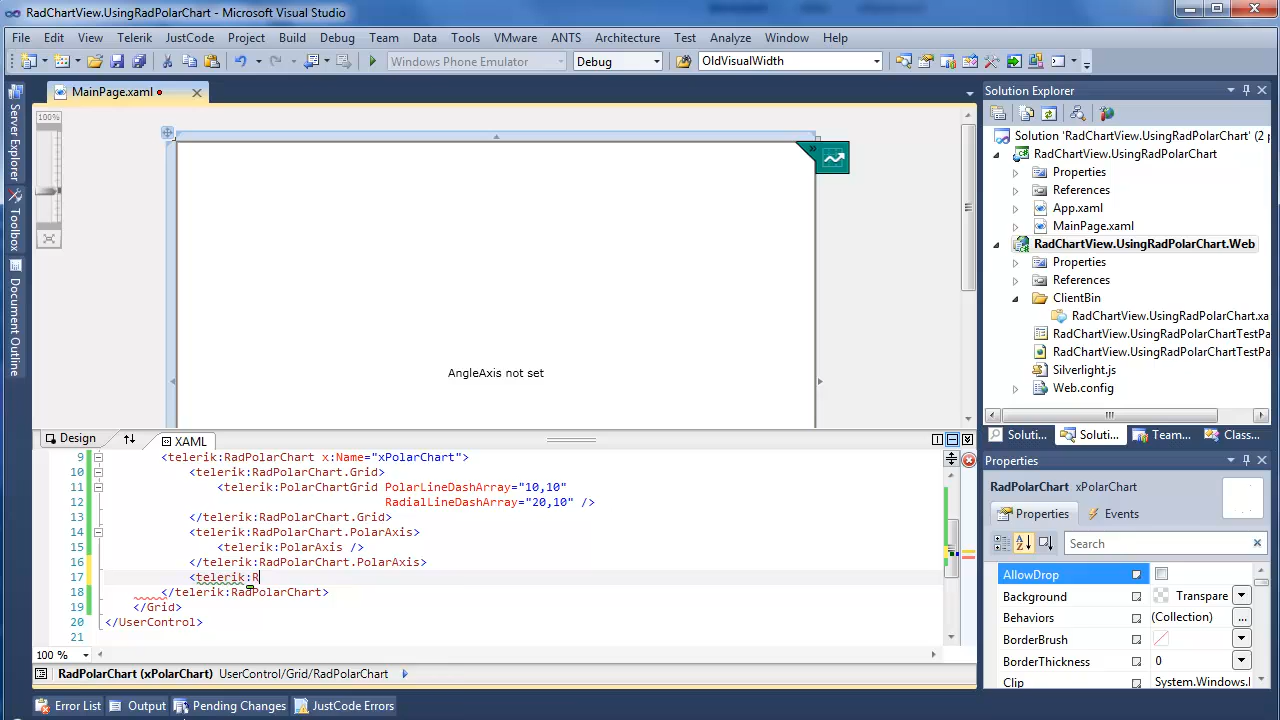 RadChartView.UsingRadPolarChart - Microsoft Visual Studio
File Edit View Telerik JustCode Project Build Debug Team Data Tools VMware ANTS Architecture Test Analyze Window Help
Windows Phone Emulator Debug OldVisualWidth
Server Explorer
Toolbox
Document Outline
MainPage.xaml
100%
AngleAxis not set
Design XAML
9 <telerik:RadPolarChart x:Name="xPolarChart">
10 <telerik:RadPolarChart.Grid>
11 <telerik:PolarChartGrid PolarLineDashArray="10,10"
12 RadialLineDashArray="20,10" />
13 </telerik:RadPolarChart.Grid>
14 <telerik:RadPolarChart.PolarAxis>
15 <telerik:PolarAxis />
16 </telerik:RadPolarChart.PolarAxis>
17 <telerik:R
18 </telerik:RadPolarChart>
19 </Grid>
20 </UserControl>
21
100 %
RadPolarChart (xPolarChart) UserControl/Grid/RadPolarChart
Error List Output Pending Changes JustCode Errors
Solution Explorer
Solution 'RadChartView.UsingRadPolarChart' (2 p
RadChartView.UsingRadPolarChart
Properties
References
App.xaml
MainPage.xaml
RadChartView.UsingRadPolarChart.Web
Properties
References
ClientBin
RadChartView.UsingRadPolarChart.xa
RadChartView.UsingRadPolarChartTestPa
RadChartView.UsingRadPolarChartTestPa
Silverlight.js
Web.config
Soluti... Soluti... Team... Class...
Properties
RadPolarChart xPolarChart
Properties Events
Search
AllowDrop
Background Transpare
Behaviors (Collection)
BorderBrush
BorderThickness 0
Clip System.Windows.I